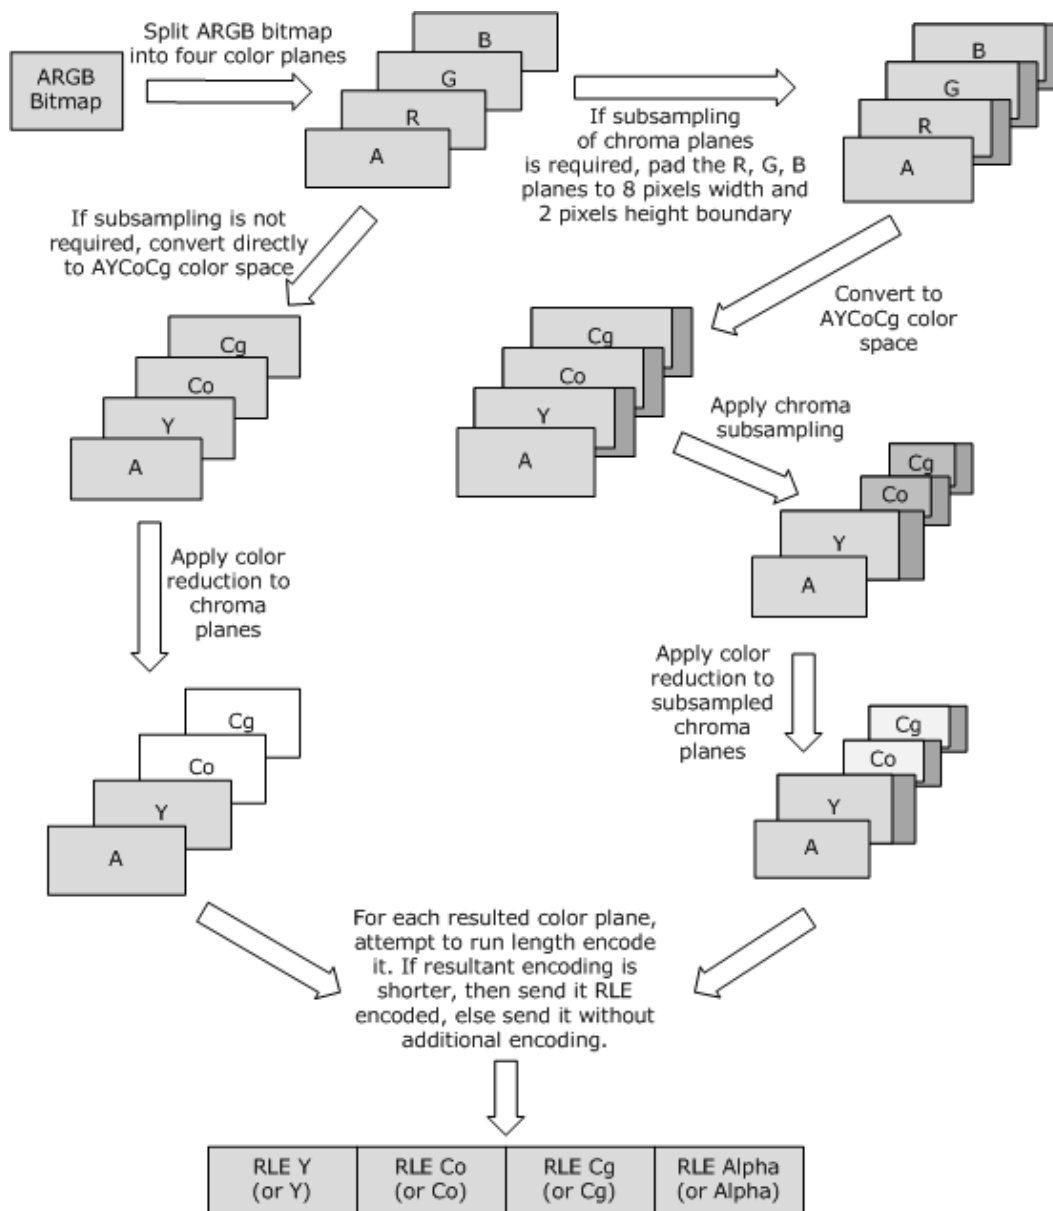 ARGB
Bitmap
Split ARGB bitmap
into four color planes
B
G
R
A
If subsampling
of chroma planes
is required, pad the R, G, B
planes to 8 pixels width and
2 pixels height boundary
B
G
R
A
If subsampling is not
required, convert directly
to AYCoCg color space
Convert to
AYCoCg color
space
Cg
Co
Y
A
Cg
Co
Y
A
Apply chroma
subsampling
Cg
Co
Y
A
Apply color
reduction to
chroma
planes
Apply color
reduction to
subsampled
chroma
planes
Cg
Co
Y
A
Cg
Co
Y
A
For each resulted color plane,
attempt to run length encode
it. If resultant encoding is
shorter, then send it RLE
encoded, else send it without
additional encoding.
RLE Y
(or Y)
RLE Co
(or Co)
RLE Cg
(or Cg)
RLE Alpha
(or Alpha)